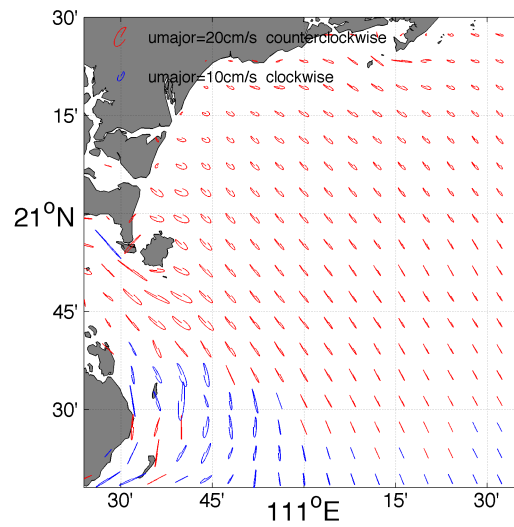 30'
umajor=20cm/s counterclockwise
umajor=10cm/s clockwise
15'
21°N
45'
30'
30' 45' 111°E 15' 30'